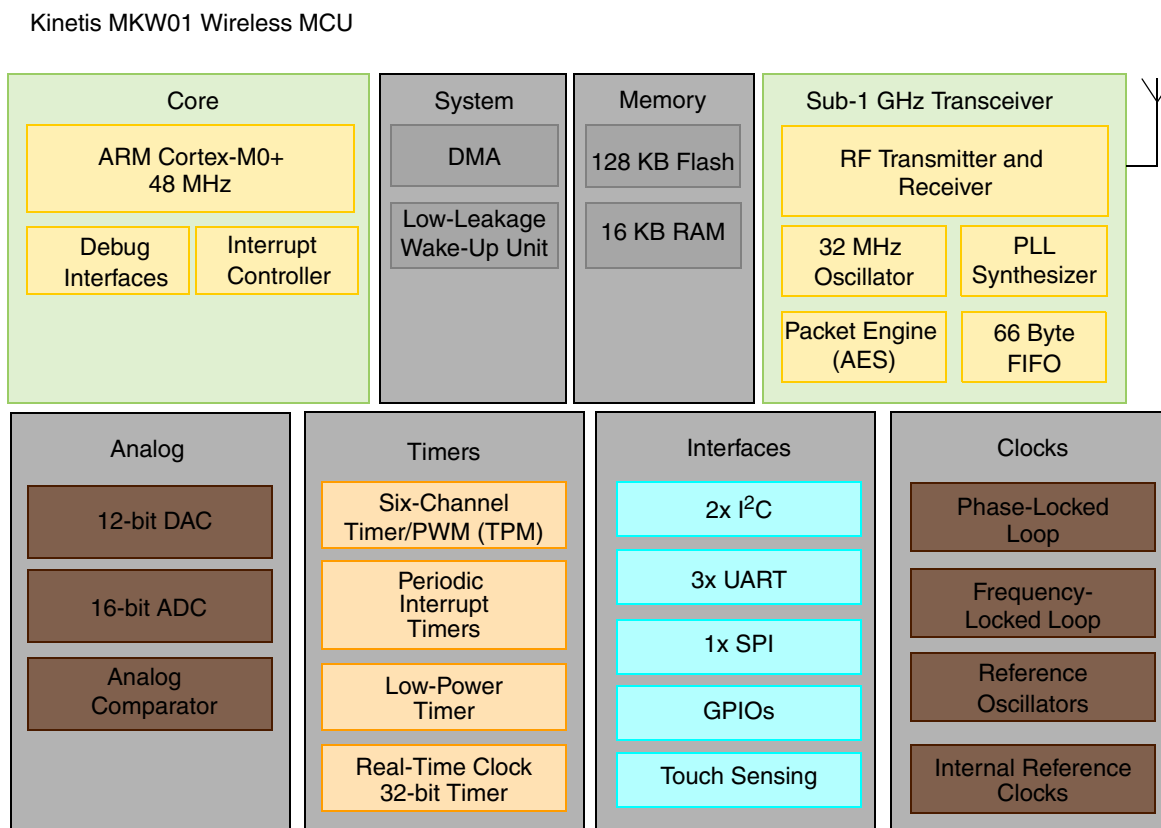 Kinetis MKW01 Wireless MCU
Core
ARM Cortex-M0+
48 MHz
Debug
Interfaces
Interrupt
Controller
System
DMA
Low-Leakage
Wake-Up Unit
Memory
128 KB Flash
16 KB RAM
Sub-1 GHz Transceiver
RF Transmitter and
Receiver
32 MHz
Oscillator
PLL
Synthesizer
Packet Engine
(AES)
66 Byte
FIFO
Analog
12-bit DAC
16-bit ADC
Analog
Comparator
Timers
Six-Channel
Timer/PWM (TPM)
Periodic
Interrupt
Timers
Low-Power
Timer
Real-Time Clock
32-bit Timer
Interfaces
2x I²C
3x UART
1x SPI
GPIOs
Touch Sensing
Clocks
Phase-Locked
Loop
Frequency-
Locked Loop
Reference
Oscillators
Internal Reference
Clocks